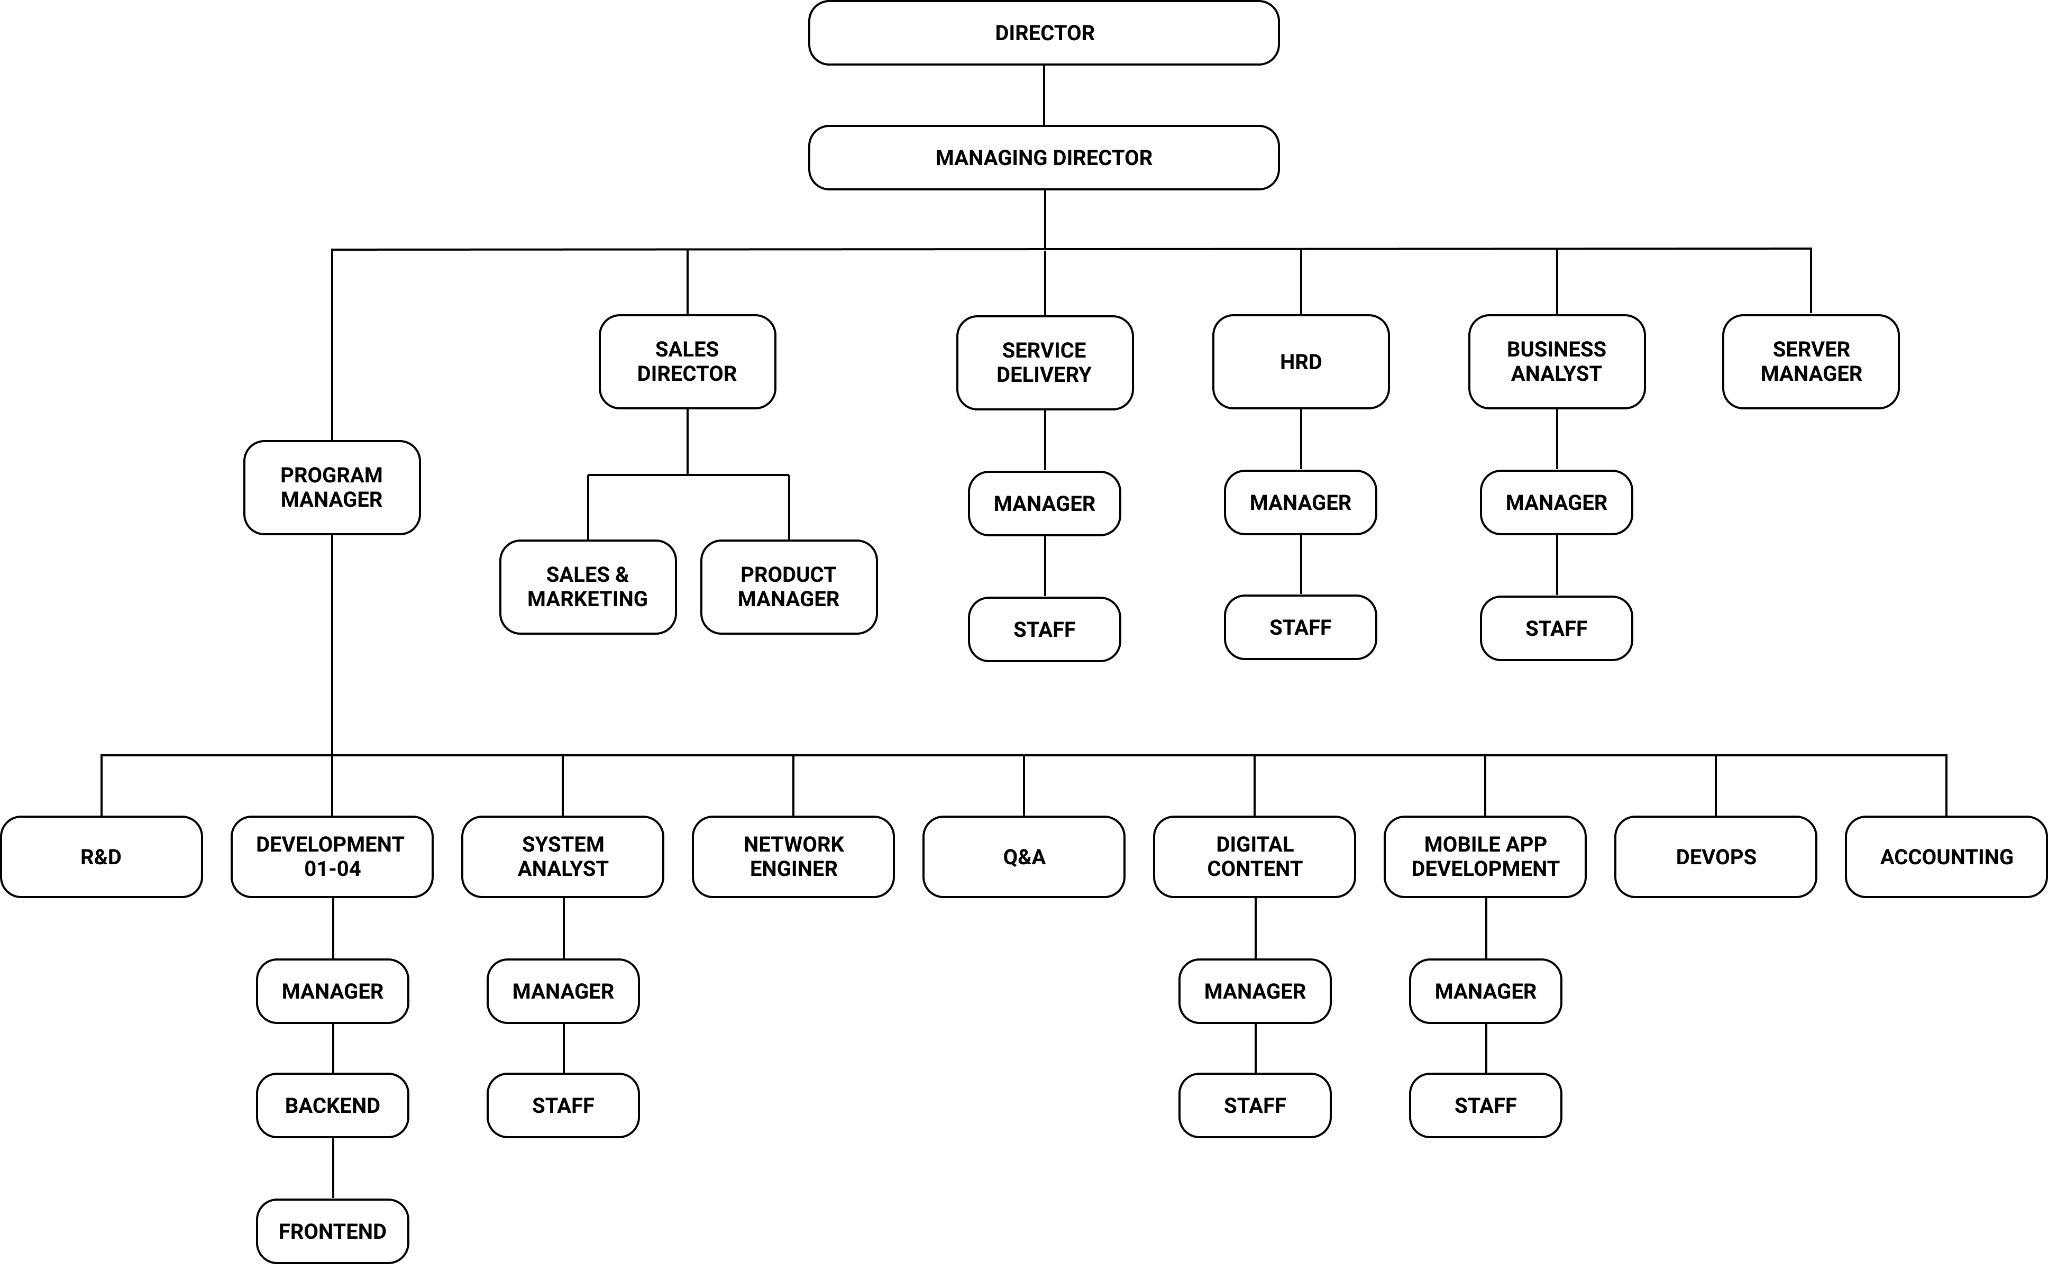 DIRECTOR
MANAGING DIRECTOR
SALES
DIRECTOR
SERVICE
DELIVERY
HRD
BUSINESS
ANALYST
SERVER
MANAGER
PROGRAM
MANAGER
MANAGER
MANAGER
MANAGER
SALES &
MARKETING
PRODUCT
MANAGER
STAFF
STAFF
STAFF
R&D
DEVELOPMENT
01-04
SYSTEM
ANALYST
NETWORK
ENGINER
Q&A
DIGITAL
CONTENT
MOBILE APP
DEVELOPMENT
DEVOPS
ACCOUNTING
MANAGER
MANAGER
MANAGER
MANAGER
BACKEND
STAFF
STAFF
STAFF
FRONTEND